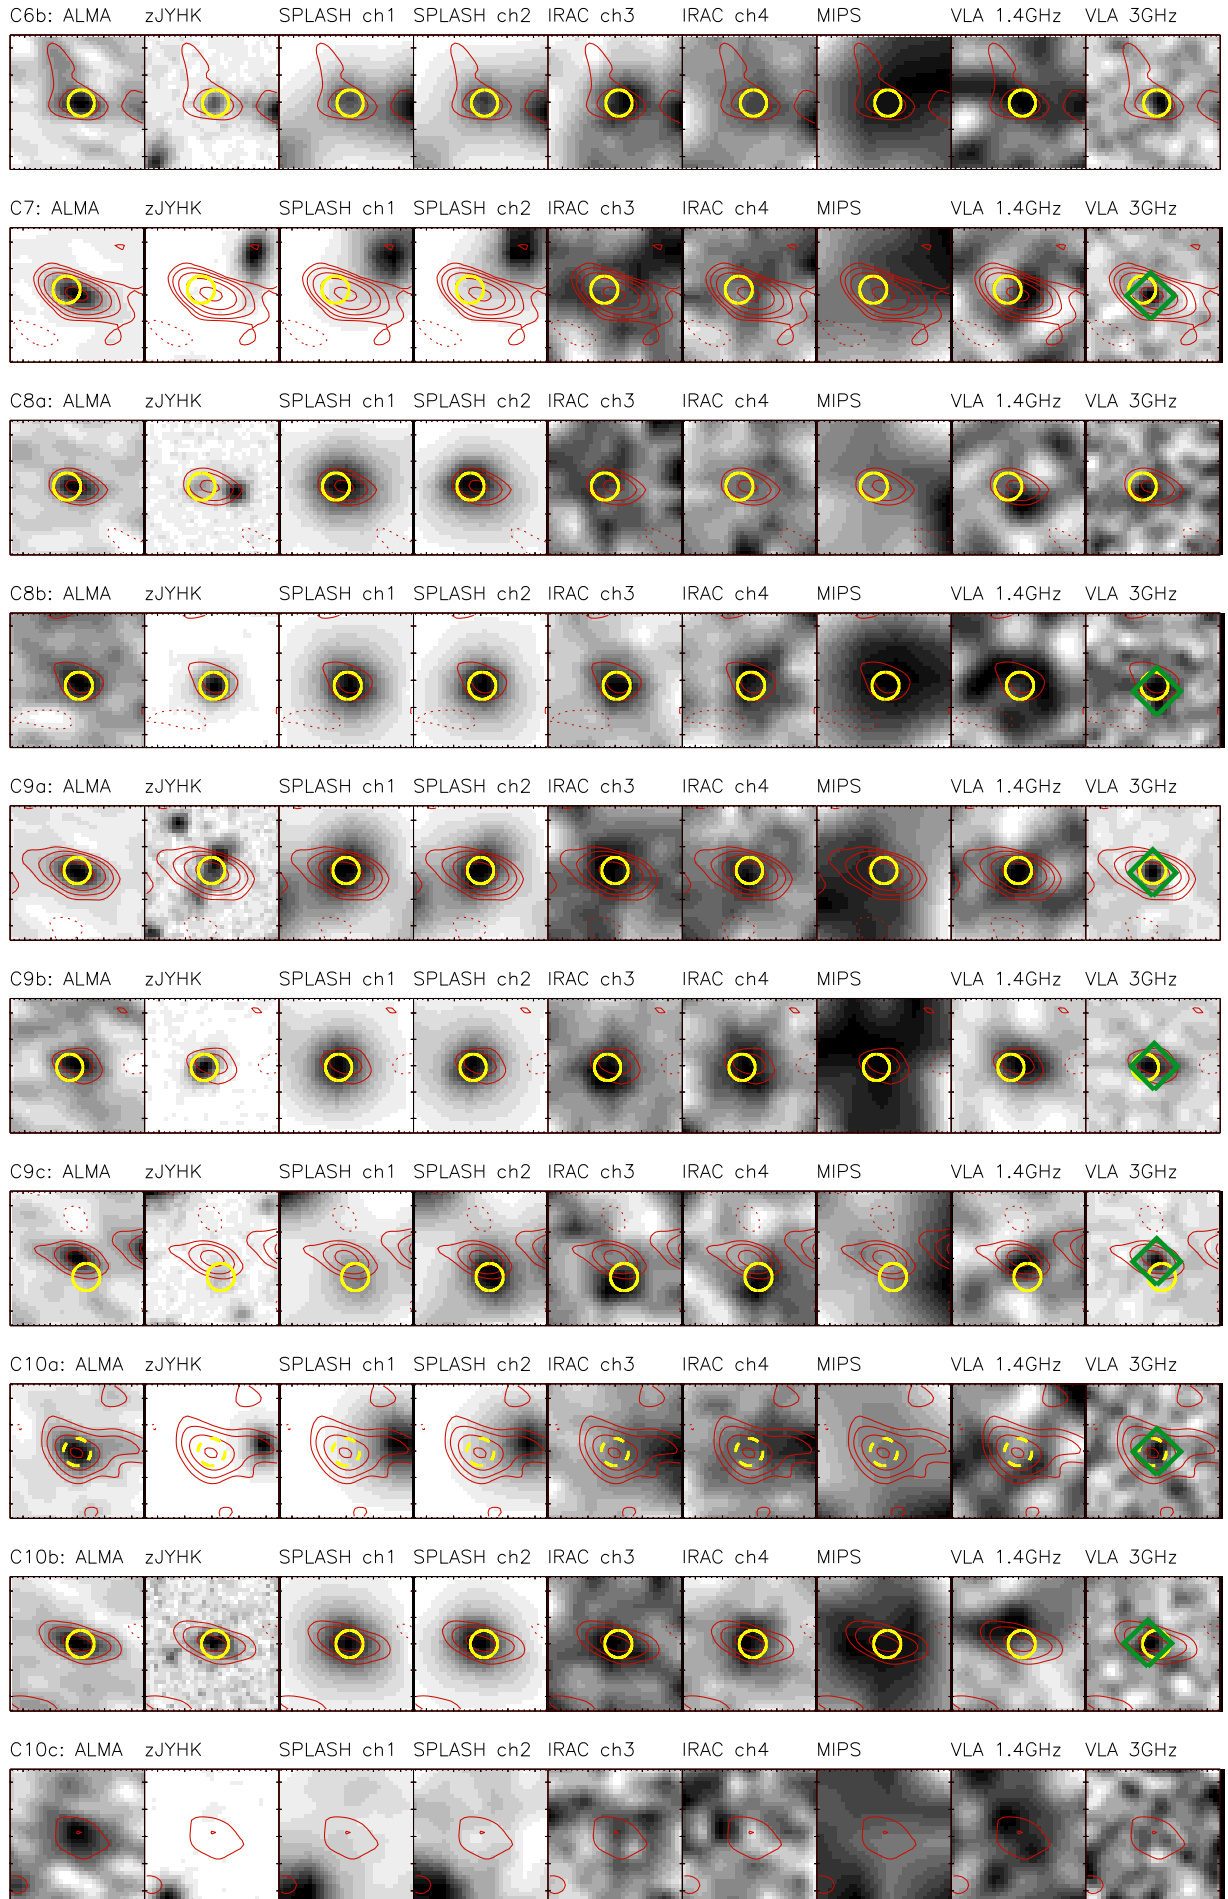 C6b: ALMA zJYHK SPLASH ch1 SPLASH ch2 IRAC ch3 IRAC ch4 MIPS VLA 1.4GHz VLA 3GHz
C7: ALMA zJYHK SPLASH ch1 SPLASH ch2 IRAC ch3 IRAC ch4 MIPS VLA 1.4GHz VLA 3GHz
C8a: ALMA zJYHK SPLASH ch1 SPLASH ch2 IRAC ch3 IRAC ch4 MIPS VLA 1.4GHz VLA 3GHz
C8b: ALMA zJYHK SPLASH ch1 SPLASH ch2 IRAC ch3 IRAC ch4 MIPS VLA 1.4GHz VLA 3GHz
C9a: ALMA zJYHK SPLASH ch1 SPLASH ch2 IRAC ch3 IRAC ch4 MIPS VLA 1.4GHz VLA 3GHz
C9b: ALMA zJYHK SPLASH ch1 SPLASH ch2 IRAC ch3 IRAC ch4 MIPS VLA 1.4GHz VLA 3GHz
C9c: ALMA zJYHK SPLASH ch1 SPLASH ch2 IRAC ch3 IRAC ch4 MIPS VLA 1.4GHz VLA 3GHz
C10a: ALMA zJYHK SPLASH ch1 SPLASH ch2 IRAC ch3 IRAC ch4 MIPS VLA 1.4GHz VLA 3GHz
C10b: ALMA zJYHK SPLASH ch1 SPLASH ch2 IRAC ch3 IRAC ch4 MIPS VLA 1.4GHz VLA 3GHz
C10c: ALMA zJYHK SPLASH ch1 SPLASH ch2 IRAC ch3 IRAC ch4 MIPS VLA 1.4GHz VLA 3GHz